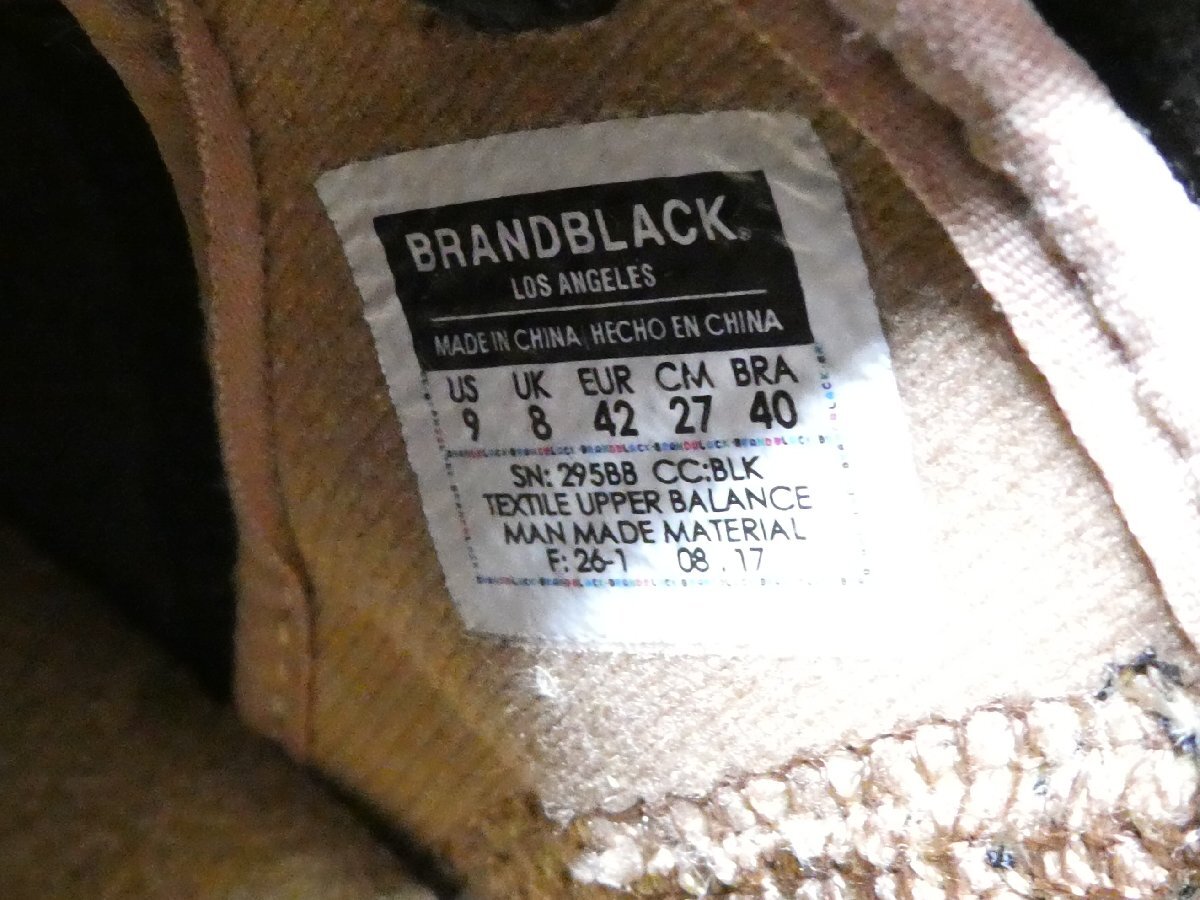 BRANDBLACK.
LOS ANGELES
MADE IN CHINA HECHO EN CHINA
US UK EUR CM BRA
9 8 42 27 40
SN: 295BB CC:BLK
TEXTILE UPPER BALANCE
MAN MADE MATERIAL
F: 26-1 08 . 17